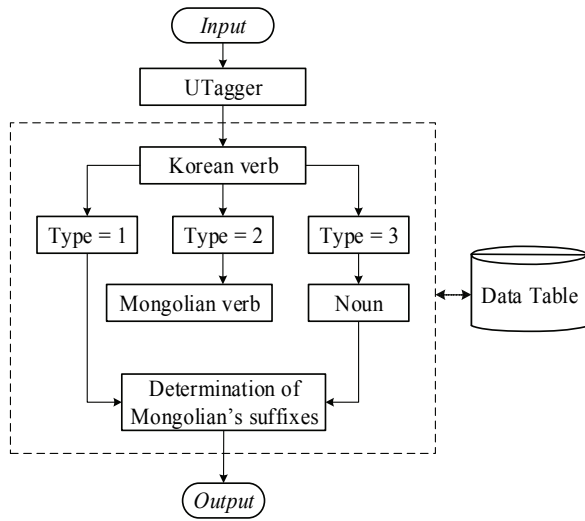 Input
UTagger
Korean verb
Type = 1
Type = 2
Type = 3
Mongolian verb
Noun
Data Table
Determination of
Mongolian's suffixes
Output